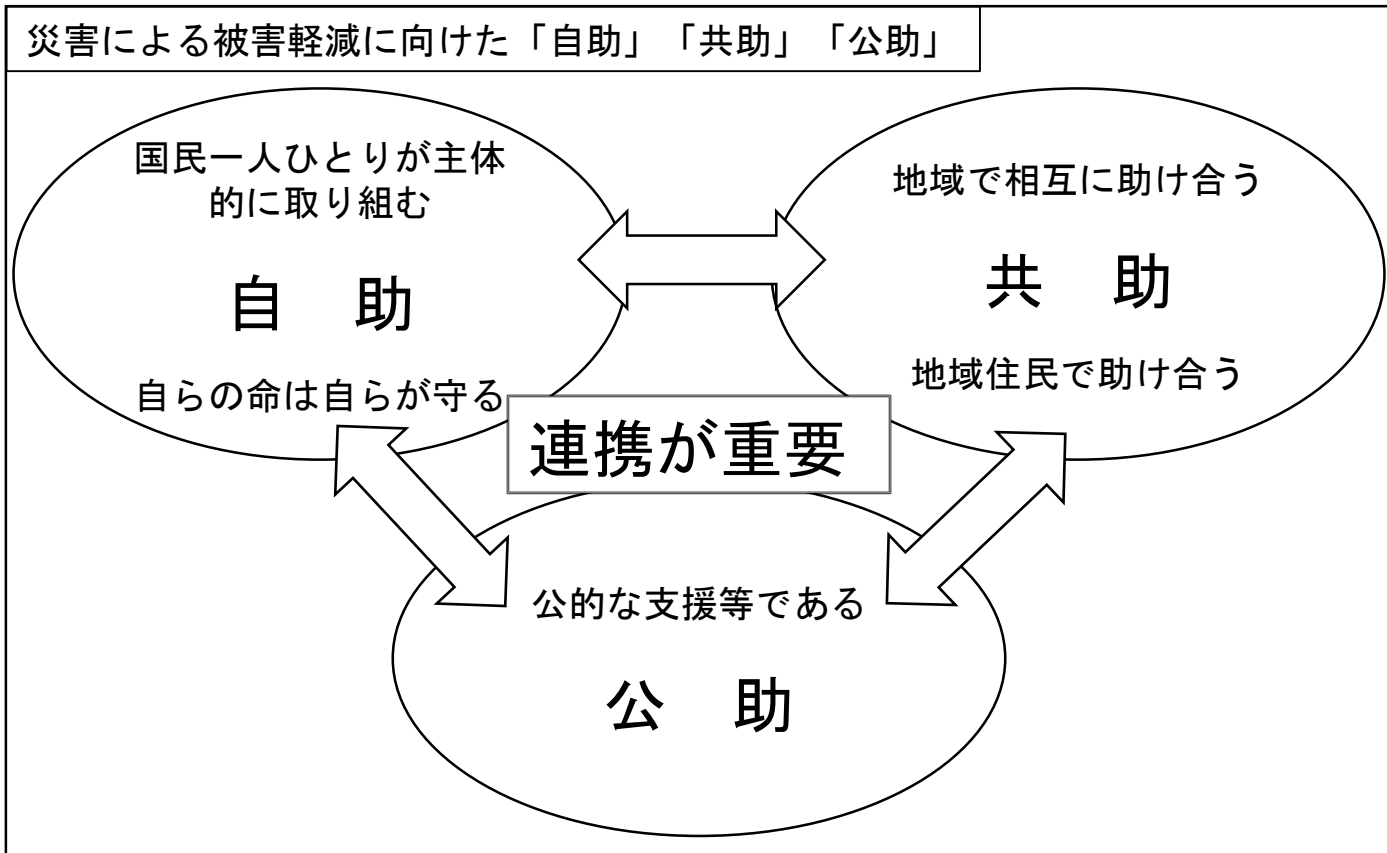 災害による被害軽減に向けた「自助」「共助」「公助」
国民一人ひとりが主体
的に取り組む
自　助
自らの命は自らが守る
地域で相互に助け合う
共　助
地域住民で助け合う
連携が重要
公的な支援等である
公　助